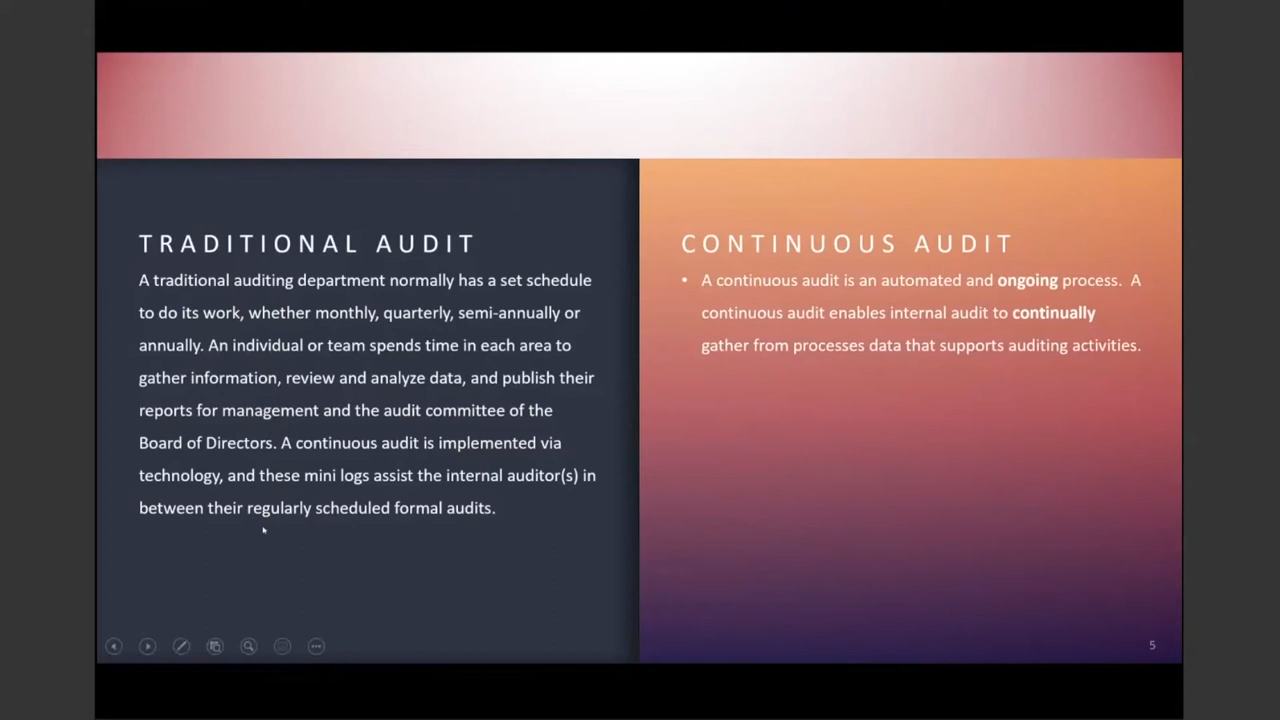 TRADITIONAL AUDIT
A traditional auditing department normally has a set schedule
to do its work, whether monthly, quarterly, semi-annually or
annually. An individual or team spends time in each area to
gather information, review and analyze data, and publish their
reports for management and the audit committee of the
Board of Directors. A continuous audit is implemented via
technology, and these mini logs assist the internal auditor(s) in
between their regularly scheduled formal audits.
CONTINUOUS AUDIT
• A continuous audit is an automated and ongoing process. A
continuous audit enables internal audit to continually
gather from processes data that supports auditing activities.
5